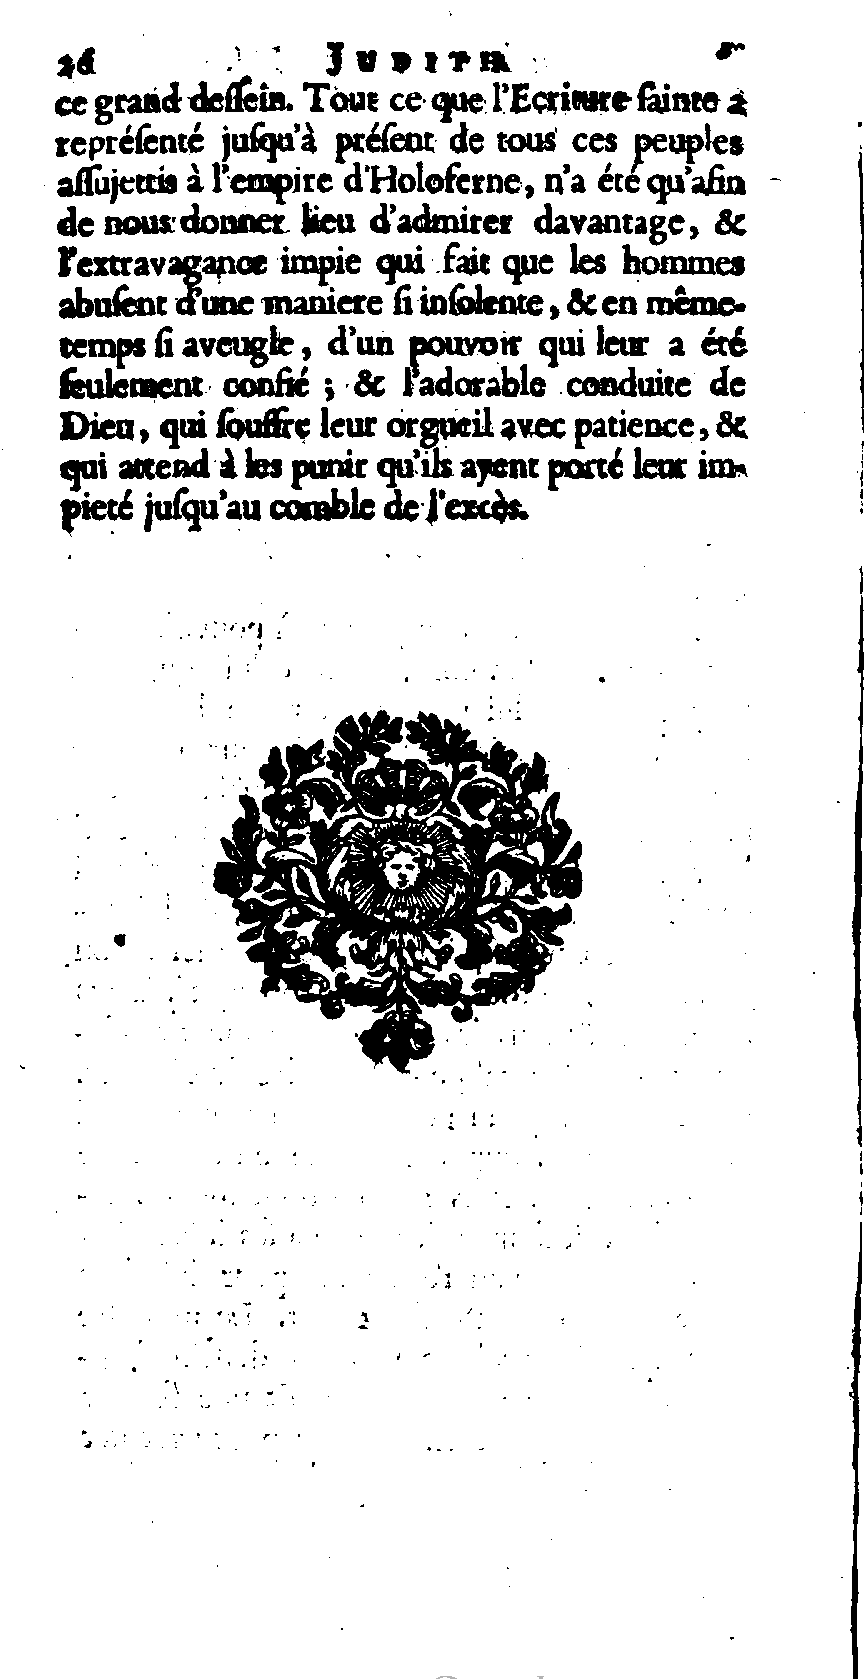 26 JUDITH
ce grand deſſein. Tout ce que l'Ecriture ſainte a
repréſenté juſqu'à préſent de tous ces peuples
aſſujettis à l'empire d'Holoferne, n'a été qu'afin
de nous donner lieu d'admirer davantage, &
l'extravagance impie qui fait que les hommes
abuſent d'une maniere ſi inſolente, & en même-
temps ſi aveugle, d'un pouvoir qui leur a été
ſeulement confié ; & l'adorable conduite de
Dieu, qui ſouffre leur orgueil avec patience, &
qui attend à les punir qu'ils ayent porté leur im-
pieté juſqu'au comble de l'excès.